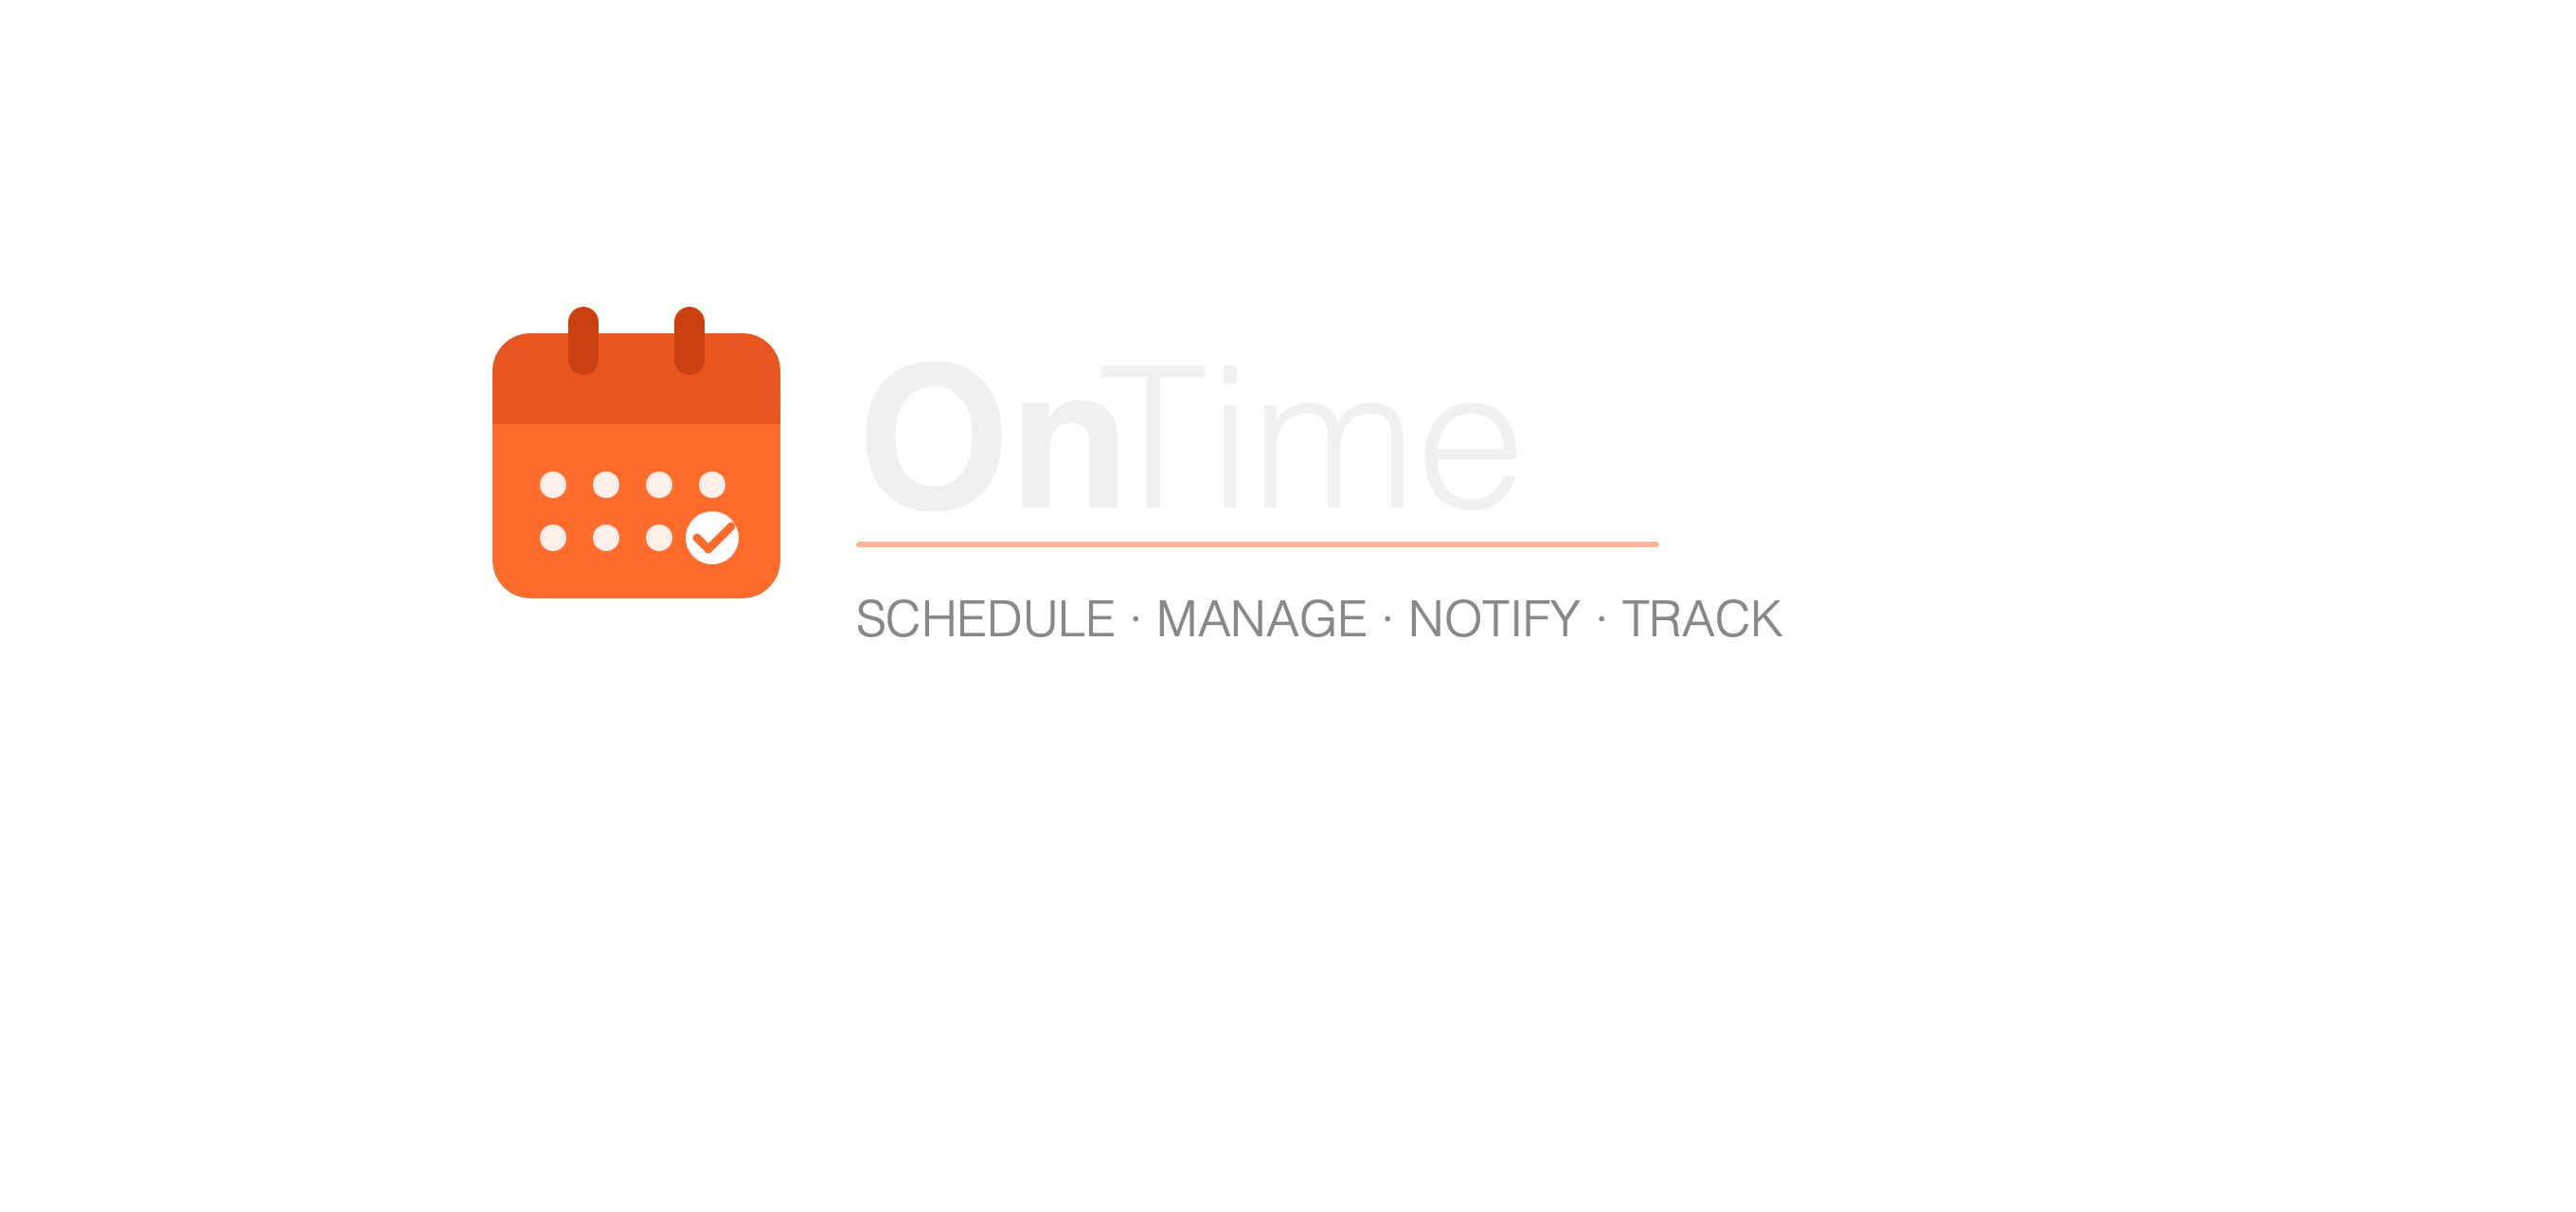 OnTime
SCHEDULE · MANAGE · NOTIFY · TRACK